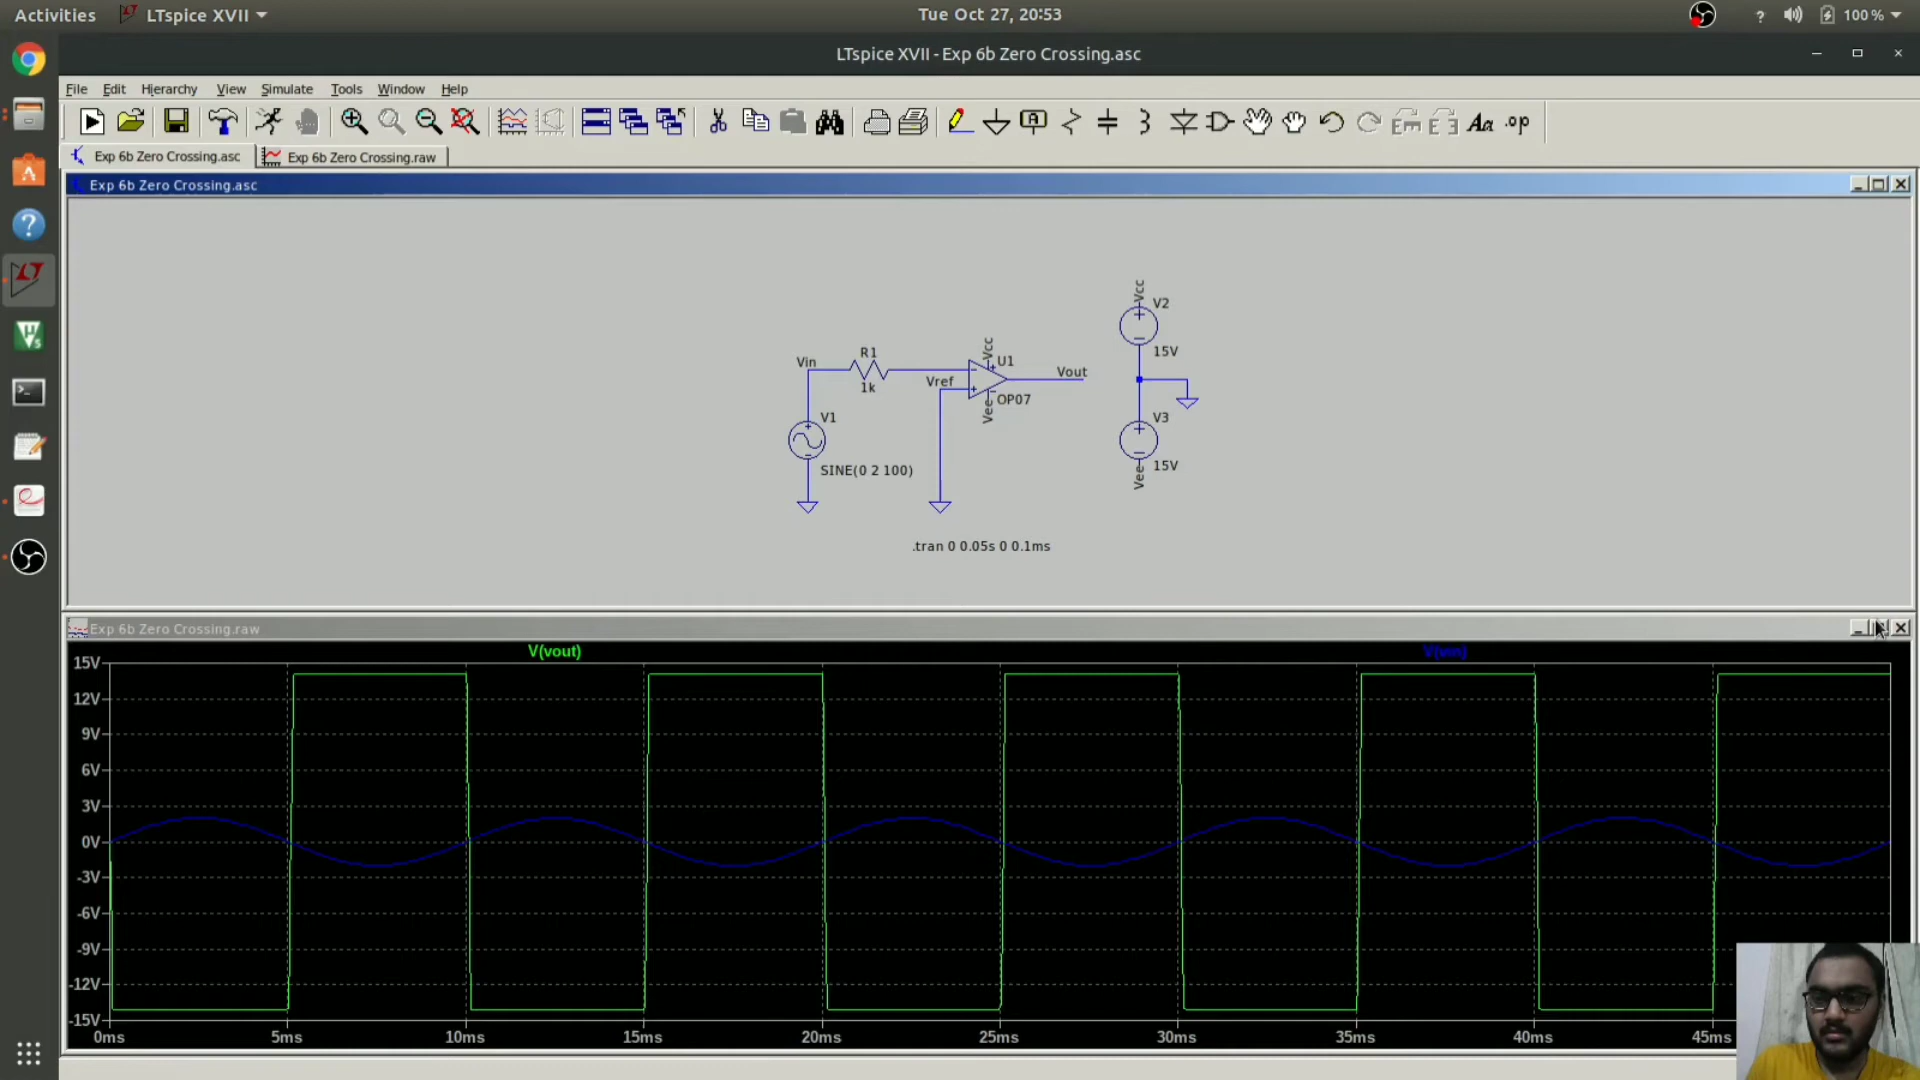 Activities LTspice XVII Tue Oct 27, 20:53 ? 100%
LTspice XVII - Exp 6b Zero Crossing.asc
File Edit Hierarchy View Simulate Tools Window Help
Aa .op
Exp 6b Zero Crossing.asc Exp 6b Zero Crossing.raw
Exp 6b Zero Crossing.asc
Vcc
V2
15V
Vin
R1
1k
Vref
Vcc
U1
OP07
Vee
Vout
V1
SINE(0 2 100)
V3
15V
Vee
.tran 0 0.05s 0 0.1ms
Exp 6b Zero Crossing.raw
V(vout) V(vin)
15V
12V
9V
6V
3V
0V
-3V
-6V
-9V
-12V
-15V
0ms 5ms 10ms 15ms 20ms 25ms 30ms 35ms 40ms 45ms